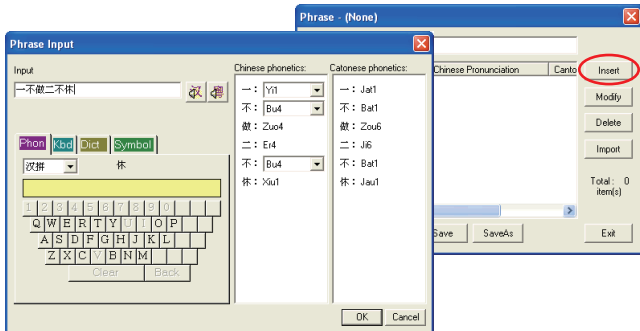 Phrase - (None)
Phrase Input
Input
一不做二不休
Phon Kbd Dict Symbol
汉拼
休
1 2 3 4 5 6 7 8 9 0
Q W E R T Y U I O P
A S D F G H J K L
Z X C V B N M
Clear Back
Chinese phonetics:
一: Yi1
不: Bu4
做: Zuo4
二: Er4
不: Bu4
休: Xiu1
Catonese phonetics:
一: Jat1
不: Bat1
做: Zou6
二: Ji6
不: Bat1
休: Jau1
OK Cancel
Chinese Pronunciation Canto
Insert
Modify
Delete
Import
Total: 0
item(s)
Save SaveAs Exit